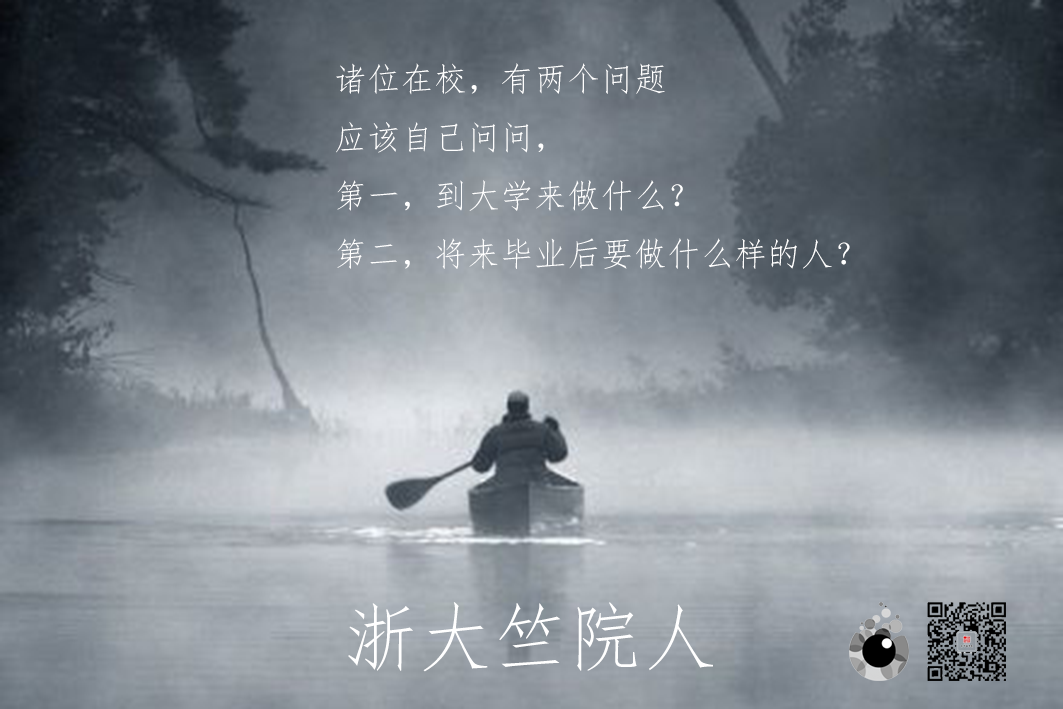 诸位在校，有两个问题
应该自己问问，
第一，到大学来做什么？
第二，将来毕业后要做什么样的人？
浙大竺院人